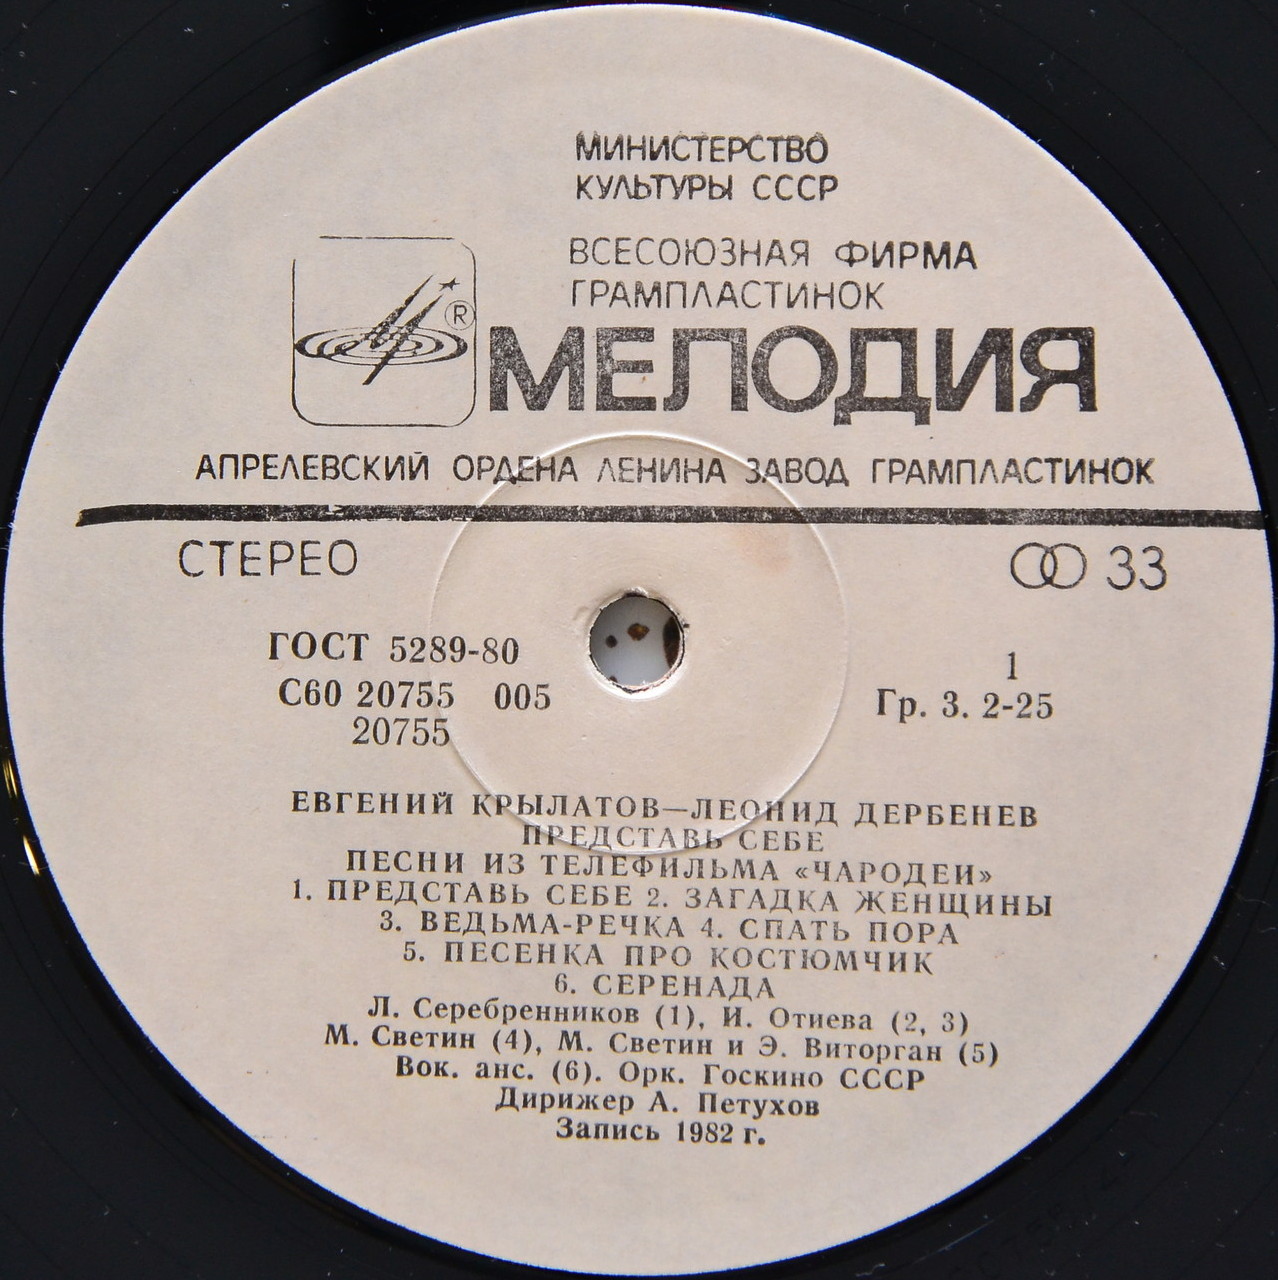 МИНИСТЕРСТВО
КУЛЬТУРЫ СССР
ВСЕСОЮЗНАЯ ФИРМА
ГРАМПЛАСТИНОК
®
МЕЛОДИЯ
АПРЕЛЕВСКИЙ ОРДЕНА ЛЕНИНА ЗАВОД ГРАМПЛАСТИНОК
СТЕРЕО
33
ГОСТ 5289-80
1
С60 20755 005
Гр. 3. 2-25
20755
ЕВГЕНИЙ КРЫЛАТОВ—ЛЕОНИД ДЕРБЕНЕВ
ПРЕДСТАВЬ СЕБЕ
ПЕСНИ ИЗ ТЕЛЕФИЛЬМА «ЧАРОДЕИ»
1. ПРЕДСТАВЬ СЕБЕ 2. ЗАГАДКА ЖЕНЩИНЫ
3. ВЕДЬМА-РЕЧКА 4. СПАТЬ ПОРА
5. ПЕСЕНКА ПРО КОСТЮМЧИК
6. СЕРЕНАДА
Л. Серебренников (1), И. Отиева (2, 3)
М. Светин (4), М. Светин и Э. Виторган (5)
Вок. анс. (6). Орк. Госкино СССР
Дирижер А. Петухов
Запись 1982 г.